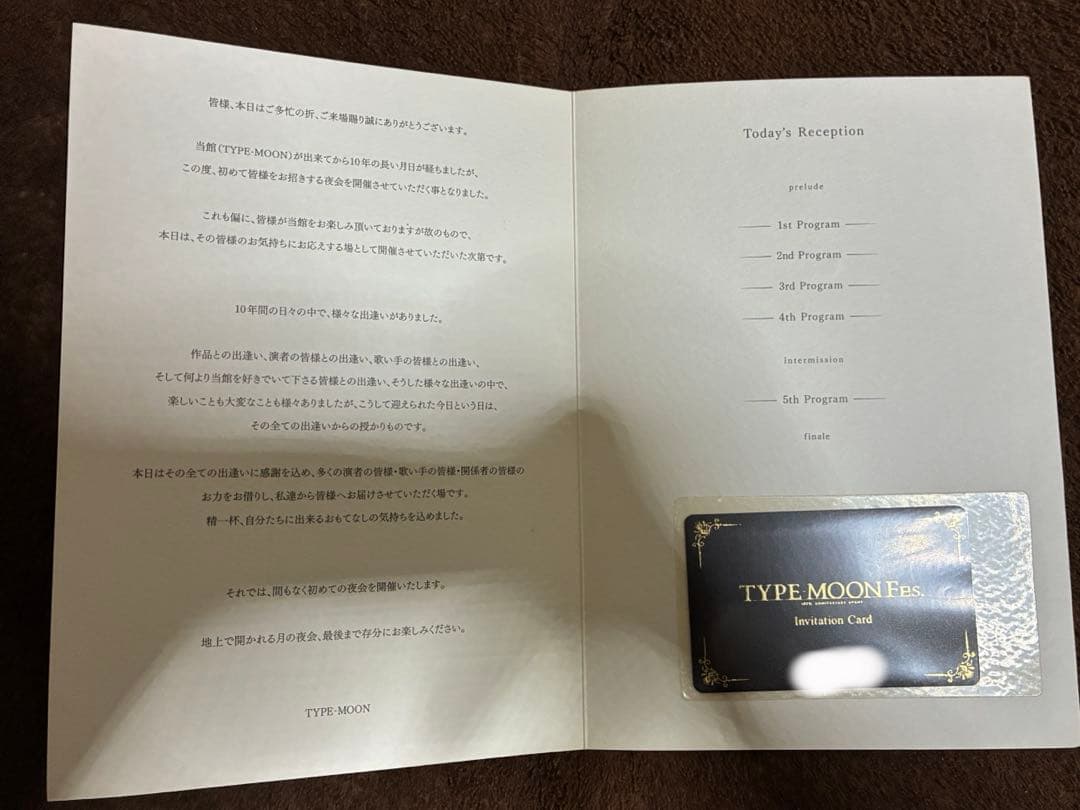 皆様、本日はご多忙の折、ご来場賜り誠にありがとうございます。
当館（TYPE-MOON）が出来てから10年の長い月日が経ちましたが、
この度、初めて皆様をお招きする夜会を開催させていただく事となりました。
これも偏に、皆様が当館をお楽しみ頂いておりますが故のもので、
本日は、その皆様のお気持ちにお応えする場として開催させていただいた次第です。
10年間の日々の中で、様々な出逢いがありました。
作品との出逢い、演者の皆様との出逢い、歌い手の皆様との出逢い、
そして何より当館を好きでいて下さる皆様との出逢い、そうした様々な出逢いの中で、
楽しいことも大変なことも様々ありましたが、こうして迎えられた今日という日は、
その全ての出逢いからの授かりものです。
本日はその全ての出逢いに感謝を込め、多くの演者の皆様・歌い手の皆様・関係者の皆様の
お力をお借りし、私達から皆様へお届けさせていただく場です。
精一杯、自分たちに出来るおもてなしの気持ちを込めました。
それでは、間もなく初めての夜会を開催いたします。
地上で開かれる月の夜会、最後まで存分にお楽しみください。
TYPE-MOON
Today's Reception
prelude
1st Program
2nd Program
3rd Program
4th Program
intermission
5th Program
finale
TYPE-MOON Fes.
10TH ANNIVERSARY EVENT
Invitation Card